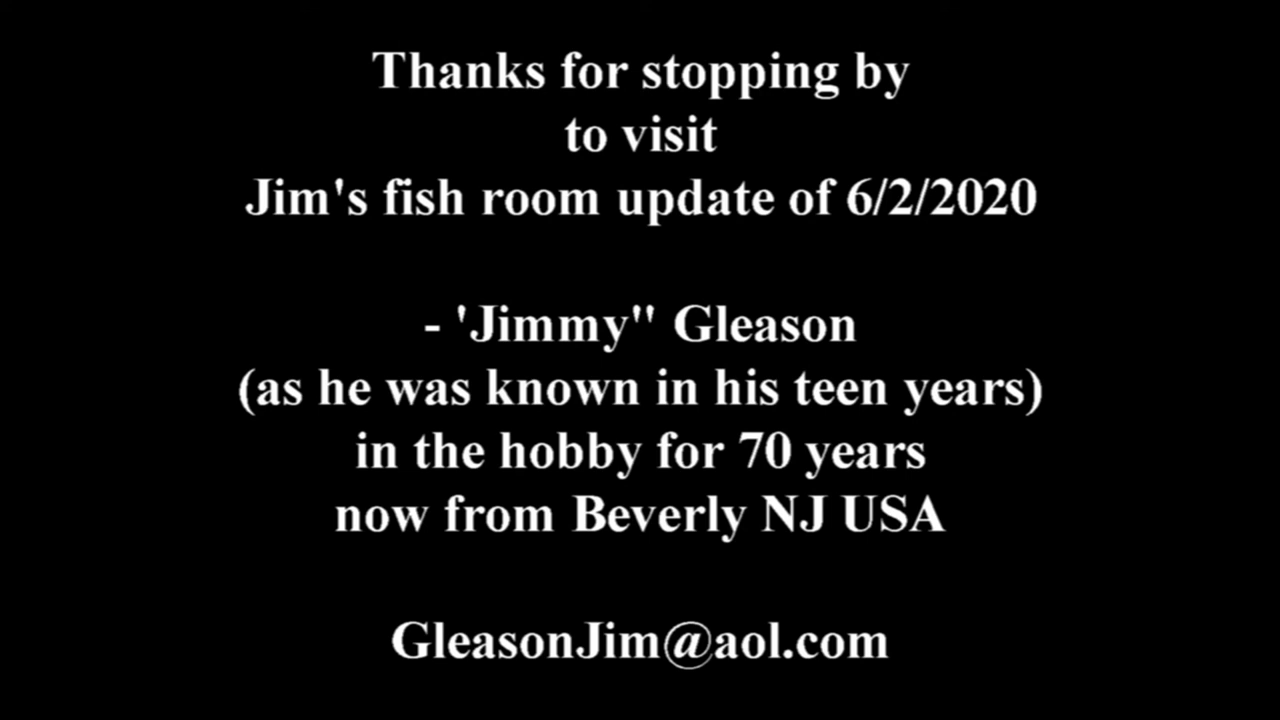 Thanks for stopping by
to visit
Jim's fish room update of 6/2/2020
- 'Jimmy" Gleason
(as he was known in his teen years)
in the hobby for 70 years
now from Beverly NJ USA
GleasonJim@aol.com